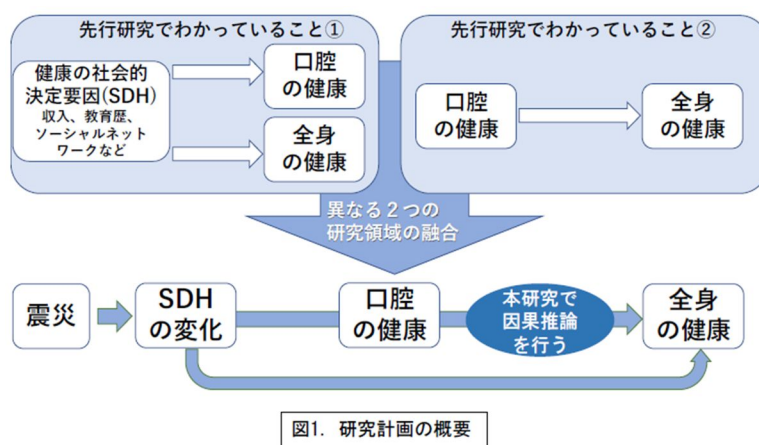 先行研究でわかっていること①
健康の社会的
決定要因(SDH)
収入、教育歴、
ソーシャルネット
ワークなど
口腔
の健康
全身
の健康
先行研究でわかっていること②
口腔
の健康
全身
の健康
異なる２つの
研究領域の融合
震災
SDH
の変化
口腔
の健康
本研究で
因果推論
を行う
全身
の健康
図1. 研究計画の概要